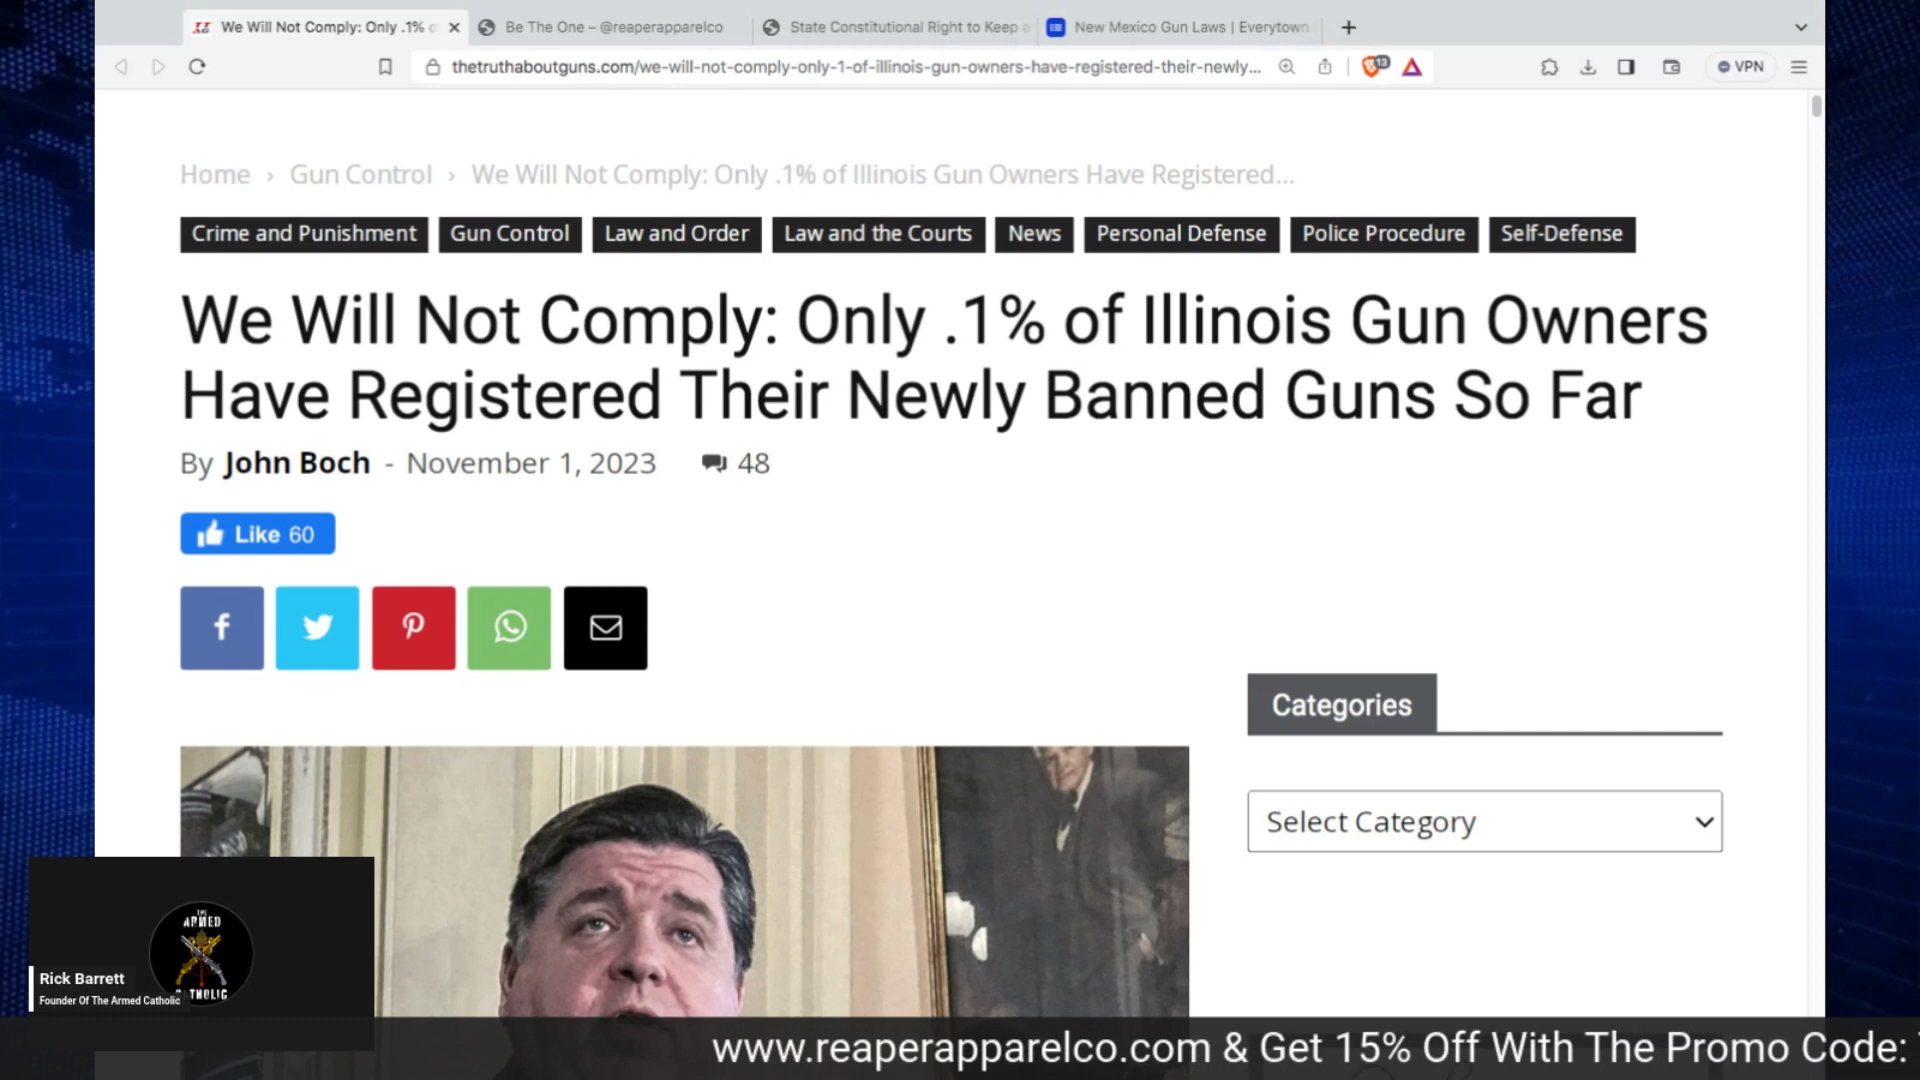 We Will Not Comply: Only .1% o
Be The One – @reaperapparelco
State Constitutional Right to Keep a
New Mexico Gun Laws | Everytown
thetruthaboutguns.com/we-will-not-comply-only-1-of-illinois-gun-owners-have-registered-their-newly...
13
VPN
Home › Gun Control › We Will Not Comply: Only .1% of Illinois Gun Owners Have Registered...
Crime and Punishment Gun Control Law and Order Law and the Courts News Personal Defense Police Procedure Self-Defense
We Will Not Comply: Only .1% of Illinois Gun Owners
Have Registered Their Newly Banned Guns So Far
By John Boch - November 1, 2023 48
Like 60
Categories
Select Category
THE
ARMED
CATHOLIC
Rick Barrett
Founder Of The Armed Catholic
www.reaperapparelco.com & Get 15% Off With The Promo Code: